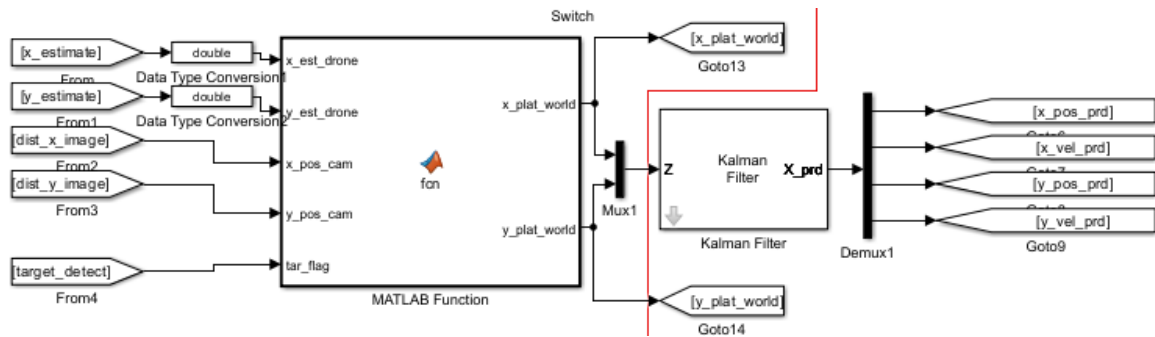 Switch
[x_estimate]
From
double
Data Type Conversion1
[y_estimate]
From1
double
Data Type Conversion2
[dist_x_image]
From2
[dist_y_image]
From3
[target_detect]
From4
x_est_drone
y_est_drone
x_pos_cam
y_pos_cam
tar_flag
fcn
x_plat_world
y_plat_world
MATLAB Function
[x_plat_world]
Goto13
Mux1
Z
Kalman
Filter
X_prd
Kalman Filter
[y_plat_world]
Goto14
Demux1
[x_pos_prd]
[x_vel_prd]
[y_pos_prd]
[y_vel_prd]
Goto9